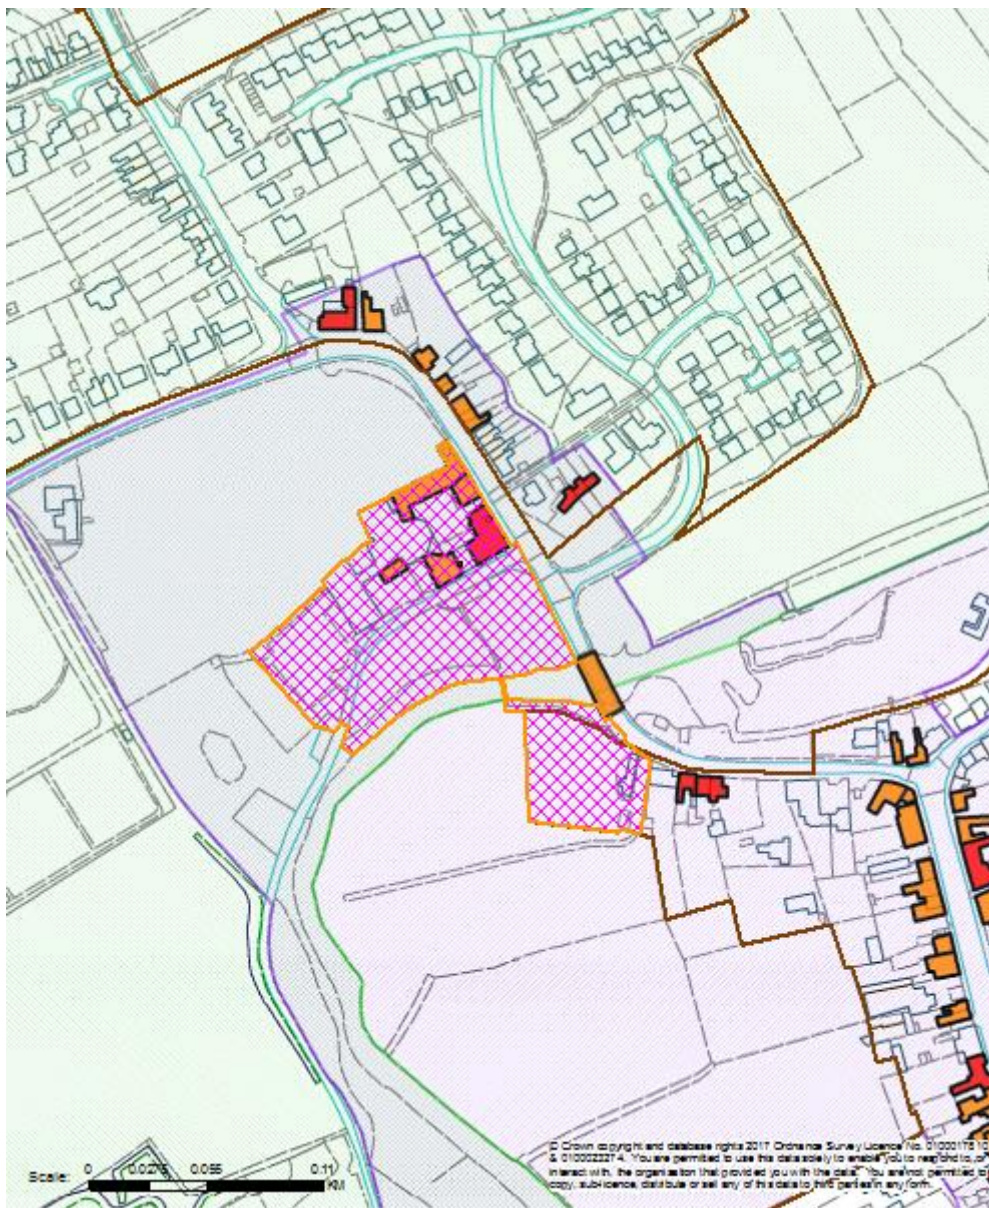 © Crown copyright and database rights 2017 Ordnance Survey Licence No.
& You are permitted to use this data solely to enable you to respond to, or
interact with, the organisation that provided you with the data. You are not permitted to
copy, sub-licence, distribute or sell any of this data to third parties in any form.
Scale: 0 0.0275 0.055 0.11
KM